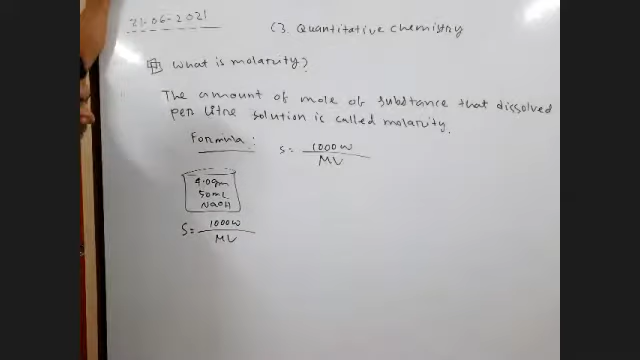 21-06-2021
C3. Quantitative chemistry
What is molarity?
The amount of mole of substance that dissolved
per litre solution is called molarity.
Formula:
S = 1000W / MV
4.0gm
50mL
NaOH
S = 1000W / MV